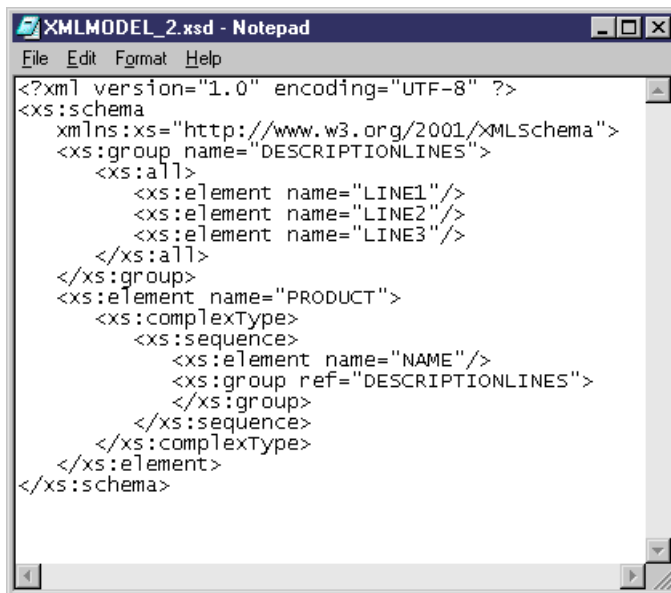 XMLMODEL_2.xsd - Notepad
File Edit Format Help
<?xml version="1.0" encoding="UTF-8" ?>
<xs:schema
   xmlns:xs="http://www.w3.org/2001/XMLSchema">
   <xs:group name="DESCRIPTIONLINES">
      <xs:all>
         <xs:element name="LINE1"/>
         <xs:element name="LINE2"/>
         <xs:element name="LINE3"/>
      </xs:all>
   </xs:group>
   <xs:element name="PRODUCT">
      <xs:complexType>
         <xs:sequence>
            <xs:element name="NAME"/>
            <xs:group ref="DESCRIPTIONLINES">
            </xs:group>
         </xs:sequence>
      </xs:complexType>
   </xs:element>
</xs:schema>